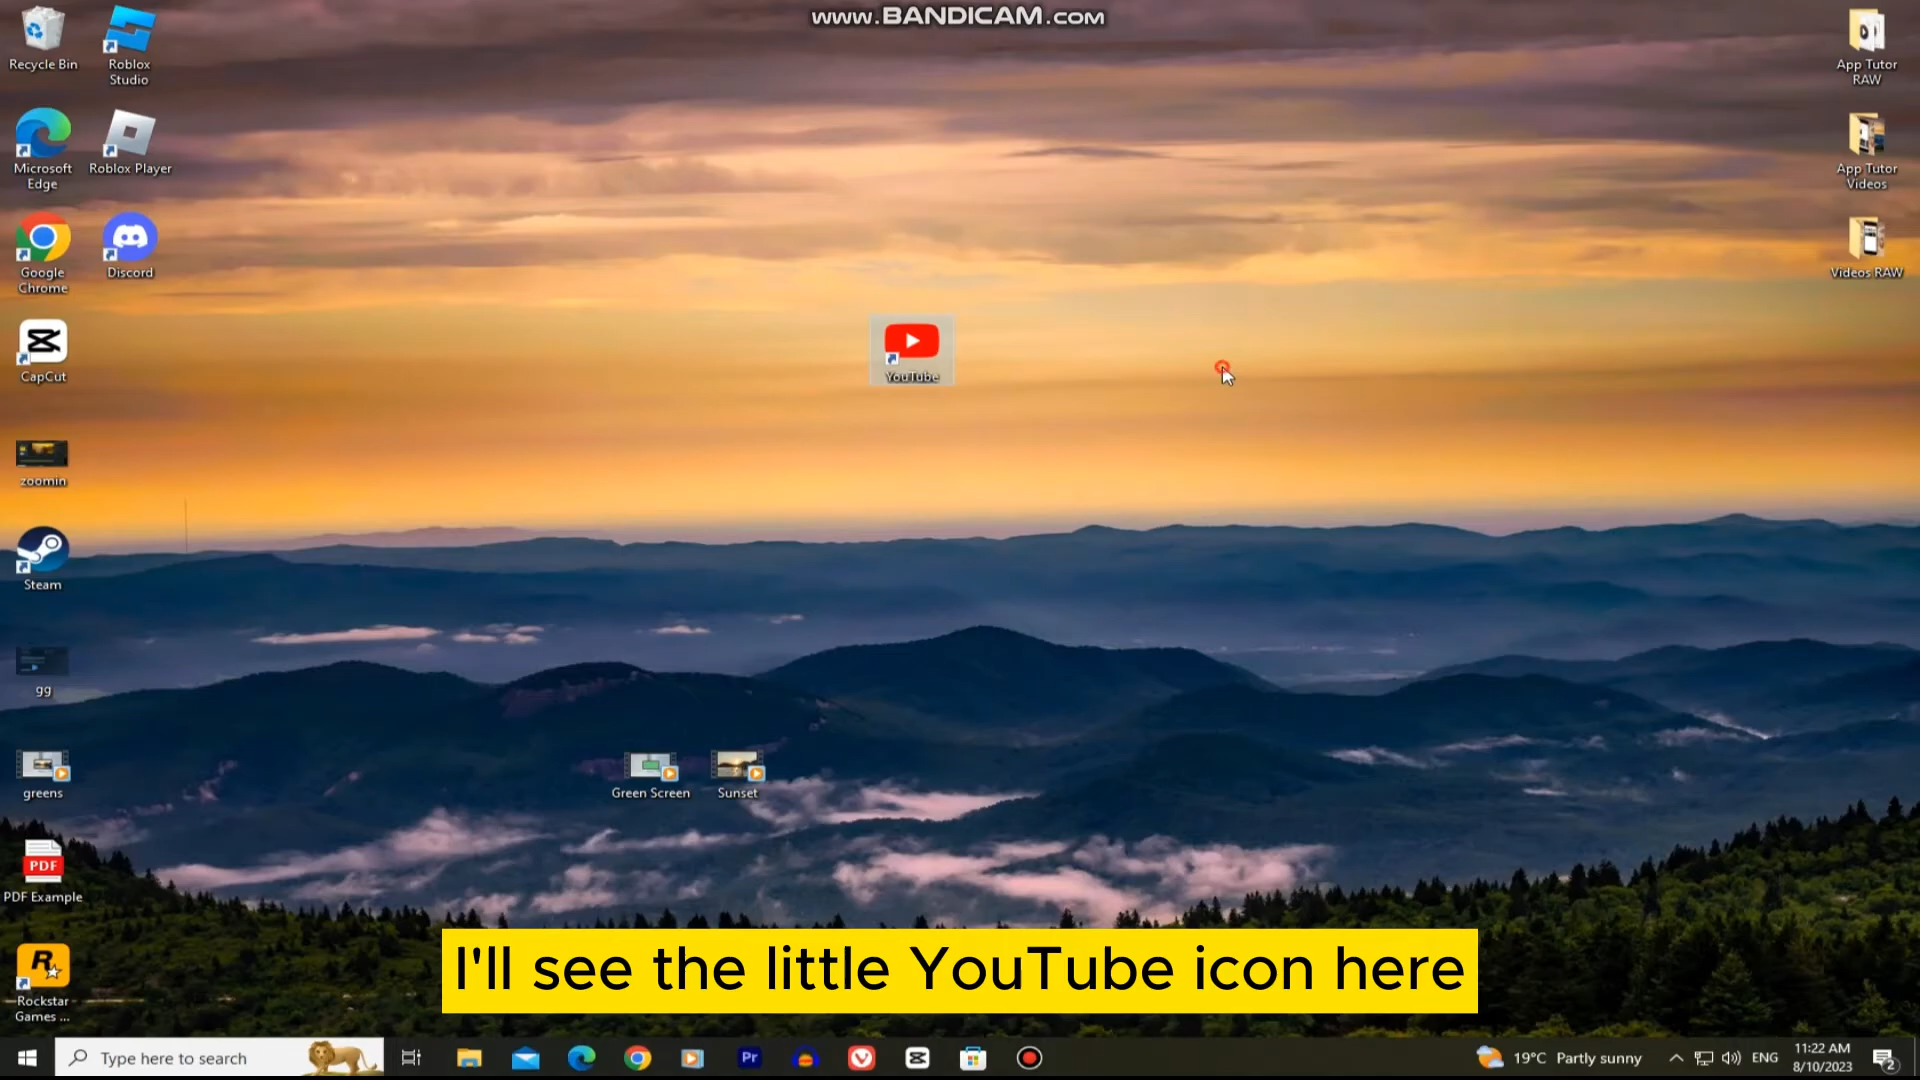 www.BANDICAM.com
Recycle Bin
Roblox
Studio
Microsoft
Edge
Roblox Player
Google
Chrome
Discord
CapCut
zoomin
Steam
gg
greens
PDF
PDF Example
R
Rockstar
Games ...
YouTube
Green Screen
Sunset
App Tutor
RAW
App Tutor
Videos
Videos RAW
I'll see the little YouTube icon here
Type here to search
Pr
19°C Partly sunny
ENG
11:22 AM
8/10/2023
2